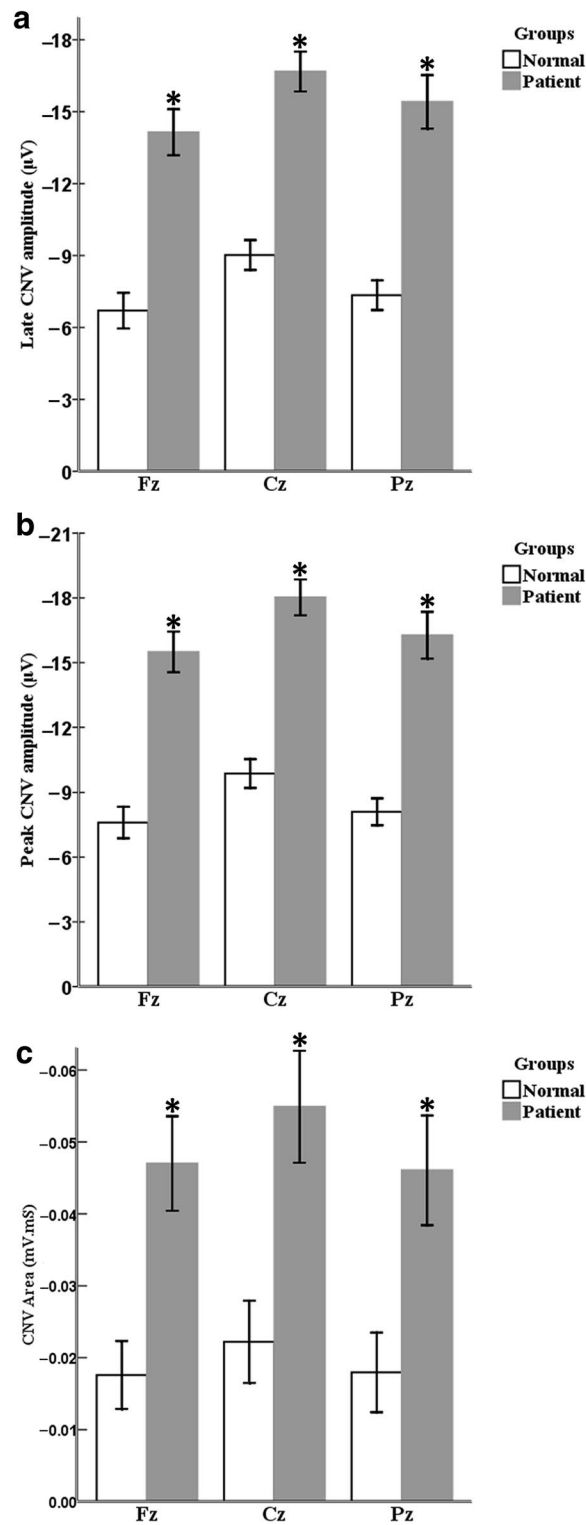 a
Groups
Normal
Patient
Late CNV amplitude (µV)
–18
–15
–12
–9
–6
–3
0
* * *
Fz Cz Pz
b
Groups
Normal
Patient
Peak CNV amplitude (µV)
–21
–18
–15
–12
–9
–6
–3
0
* * *
Fz Cz Pz
c
Groups
Normal
Patient
CNV Area (mV.mS)
–0.06
–0.05
–0.04
–0.03
–0.02
–0.01
0.00
* * *
Fz Cz Pz